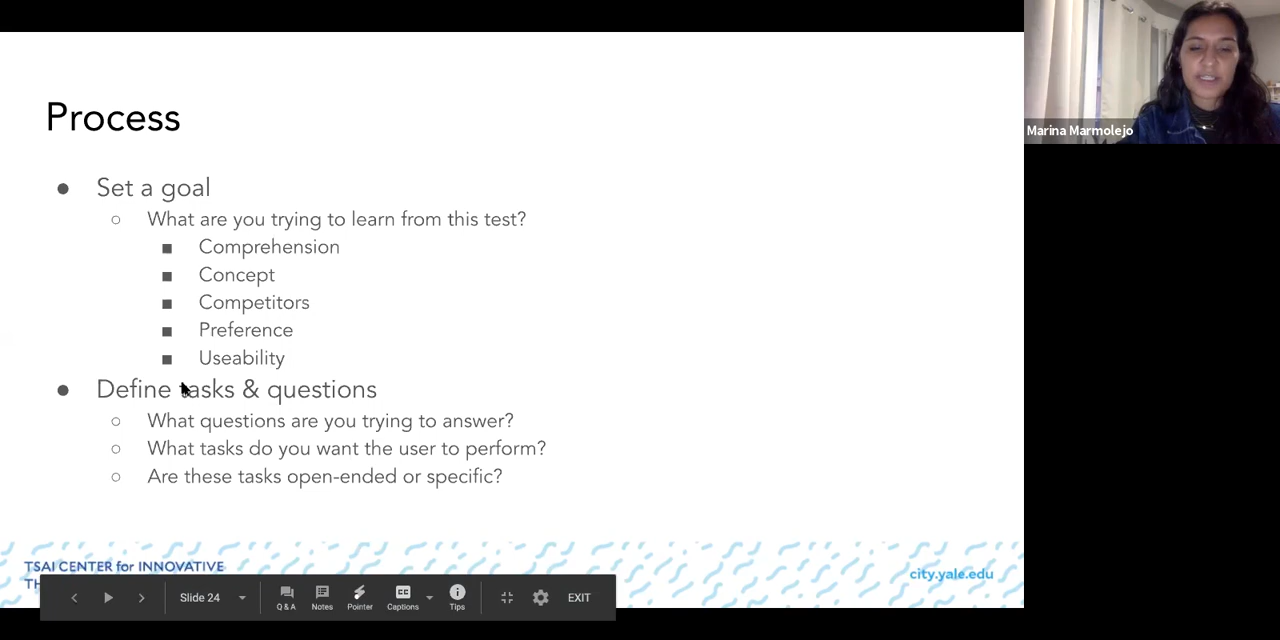 Process
Marina Marmolejo
● Set a goal
○ What are you trying to learn from this test?
■ Comprehension
■ Concept
■ Competitors
■ Preference
■ Useability
● Define tasks & questions
○ What questions are you trying to answer?
○ What tasks do you want the user to perform?
○ Are these tasks open-ended or specific?
TSAI CENTER for INNOVATIVE
TH
city.yale.edu
Slide 24
Q & A
Notes
Pointer
Captions
Tips
EXIT